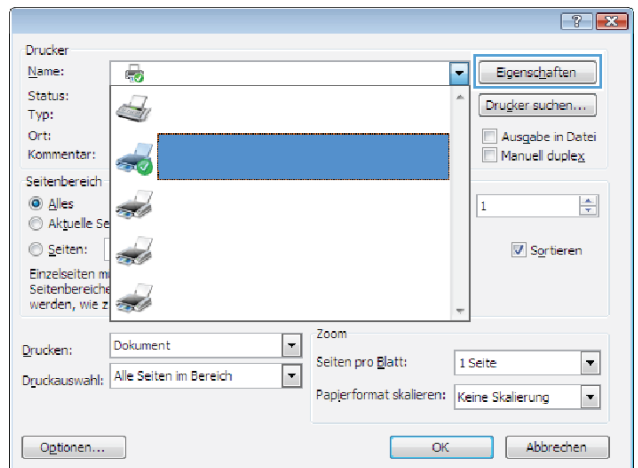 Drucker
Name:
Eigenschaften
Status:
Drucker suchen...
Typ:
Ort:
Ausgabe in Datei
Kommentar:
Manuell duplex
Seitenbereich
Alles
1
Aktuelle Se
Seiten:
Sortieren
Einzelseiten m
Seitenbereiche
werden, wie z
Zoom
Drucken:
Dokument
Seiten pro Blatt:
1 Seite
Druckauswahl:
Alle Seiten im Bereich
Papierformat skalieren:
Keine Skalierung
Optionen...
OK
Abbrechen